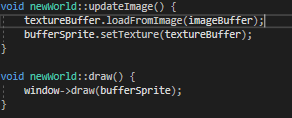 void newWorld::updateImage() {
textureBuffer.loadFromImage(imageBuffer);
bufferSprite.setTexture(textureBuffer);
}
void newWorld::draw() {
window->draw(bufferSprite);
}